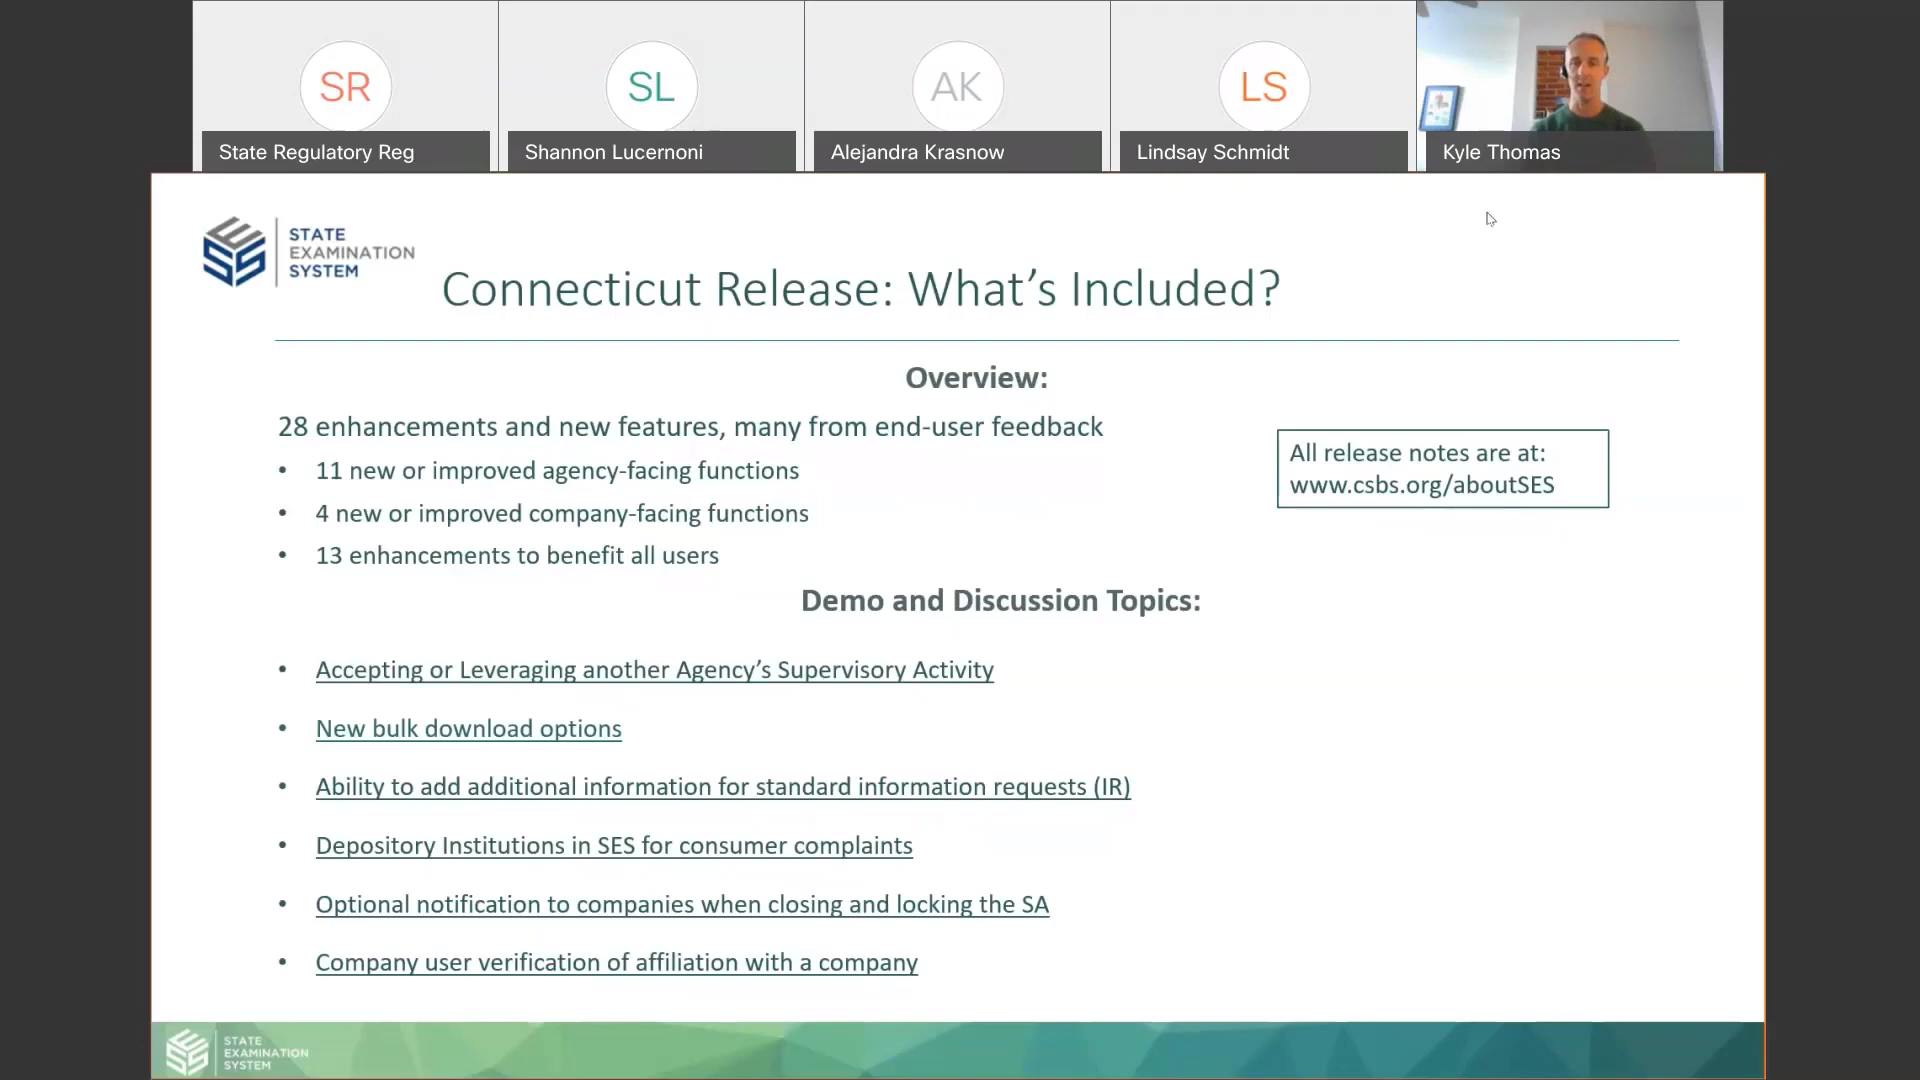 SR
SL
AK
LS
State Regulatory Reg
Shannon Lucernoni
Alejandra Krasnow
Lindsay Schmidt
Kyle Thomas
SES
STATE
EXAMINATION
SYSTEM
Connecticut Release: What’s Included?
Overview:
28 enhancements and new features, many from end-user feedback
• 11 new or improved agency-facing functions
• 4 new or improved company-facing functions
• 13 enhancements to benefit all users
All release notes are at:
www.csbs.org/aboutSES
Demo and Discussion Topics:
• Accepting or Leveraging another Agency’s Supervisory Activity
• New bulk download options
• Ability to add additional information for standard information requests (IR)
• Depository Institutions in SES for consumer complaints
• Optional notification to companies when closing and locking the SA
• Company user verification of affiliation with a company
SES
STATE
EXAMINATION
SYSTEM